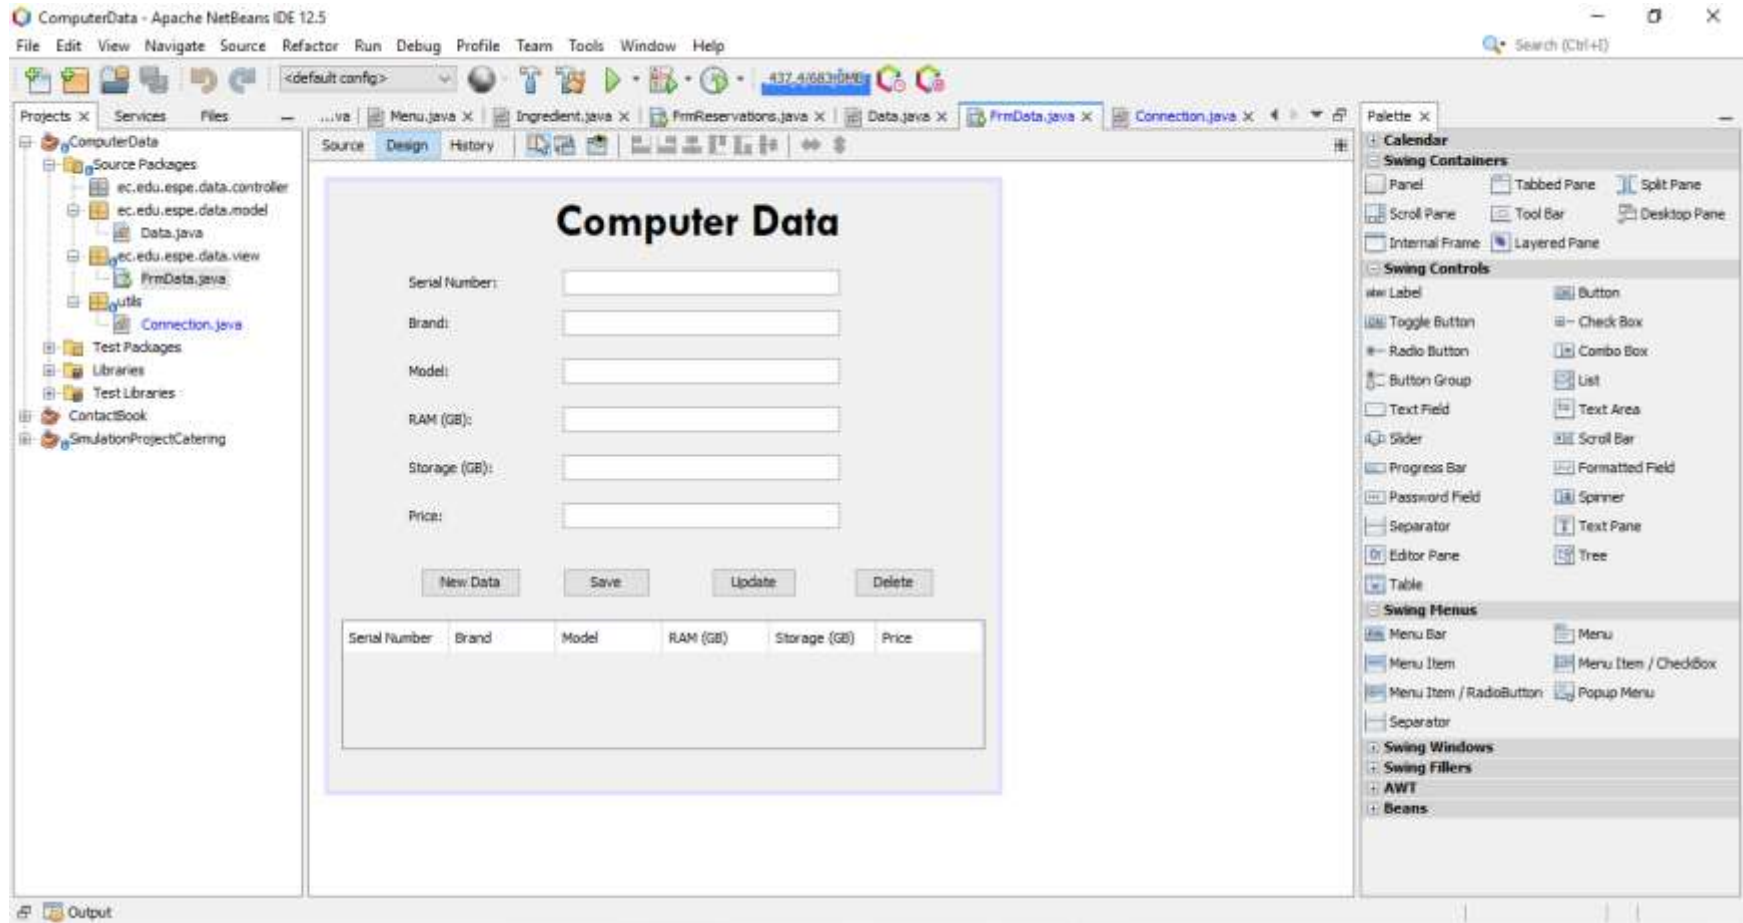 ComputerData - Apache NetBeans IDE 12.5
File Edit View Navigate Source Refactor Run Debug Profile Team Tools Window Help
Search (Ctrl+I)
<default config>
Projects Services Files
...va Menu.java Ingredient.java FrmReservations.java Data.java FrmData.java Connection.java
Palette
Source Design History
ComputerData
Source Packages
ec.edu.espe.data.controller
ec.edu.espe.data.model
Data.java
ec.edu.espe.data.view
FrmData.java
utils
Connection.java
Test Packages
Libraries
Test Libraries
ContactBook
SimulationProjectCatering
Computer Data
Serial Number:
Brand:
Model:
RAM (GB):
Storage (GB):
Price:
New Data Save Update Delete
Serial Number Brand Model RAM (GB) Storage (GB) Price
Calendar
Swing Containers
Panel Tabbed Pane Split Pane
Scroll Pane Tool Bar Desktop Pane
Internal Frame Layered Pane
Swing Controls
Label Button
Toggle Button Check Box
Radio Button Combo Box
Button Group List
Text Field Text Area
Slider Scroll Bar
Progress Bar Formatted Field
Password Field Spinner
Separator Text Pane
Editor Pane Tree
Table
Swing Menus
Menu Bar Menu
Menu Item Menu Item / CheckBox
Menu Item / RadioButton Popup Menu
Separator
Swing Windows
Swing Fillers
AWT
Beans
Output